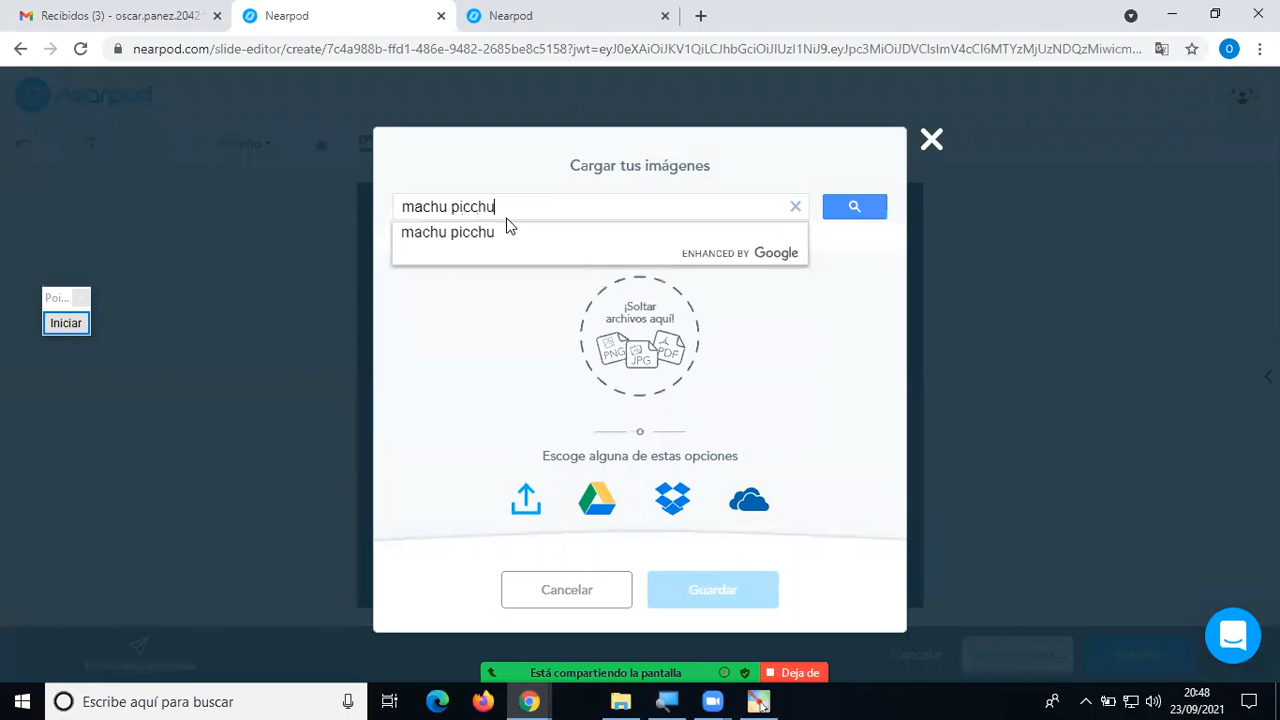 Recibidos (3) - oscar.panez.2042
Nearpod
Nearpod
nearpod.com/slide-editor/create/7c4a988b-ffd1-486e-9482-2685be8c5158?jwt=eyJ0eXAiOiJKV1QiLCJhbGciOiJIUzI1NiJ9.eyJpc3MiOiJDVCIsImV4cCI6MTYzMjUzNDQzMiwicm...
O
nearpod
Cargar tus imágenes
machu picchu
machu picchu
ENHANCED BY Google
Poi...
Iniciar
¡Soltar
archivos aquí!
PNG
JPG
PDF
o
Escoge alguna de estas opciones
Cancelar
Guardar
Cancelar
Está compartiendo la pantalla
Deja de
Escribe aquí para buscar
20:48
23/09/2021